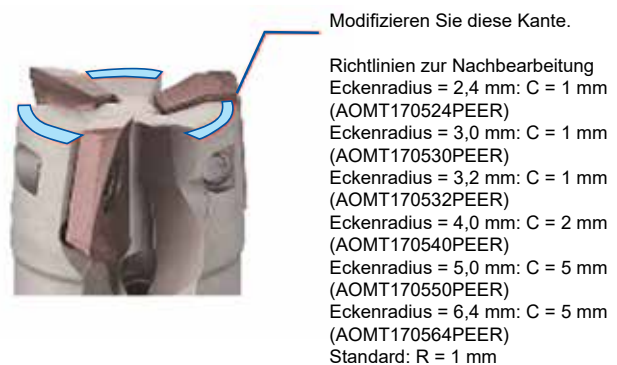 Modifizieren Sie diese Kante.
Richtlinien zur Nachbearbeitung
Eckenradius = 2,4 mm: C = 1 mm
(AOMT170524PEER)
Eckenradius = 3,0 mm: C = 1 mm
(AOMT170530PEER)
Eckenradius = 3,2 mm: C = 1 mm
(AOMT170532PEER)
Eckenradius = 4,0 mm: C = 2 mm
(AOMT170540PEER)
Eckenradius = 5,0 mm: C = 5 mm
(AOMT170550PEER)
Eckenradius = 6,4 mm: C = 5 mm
(AOMT170564PEER)
Standard: R = 1 mm